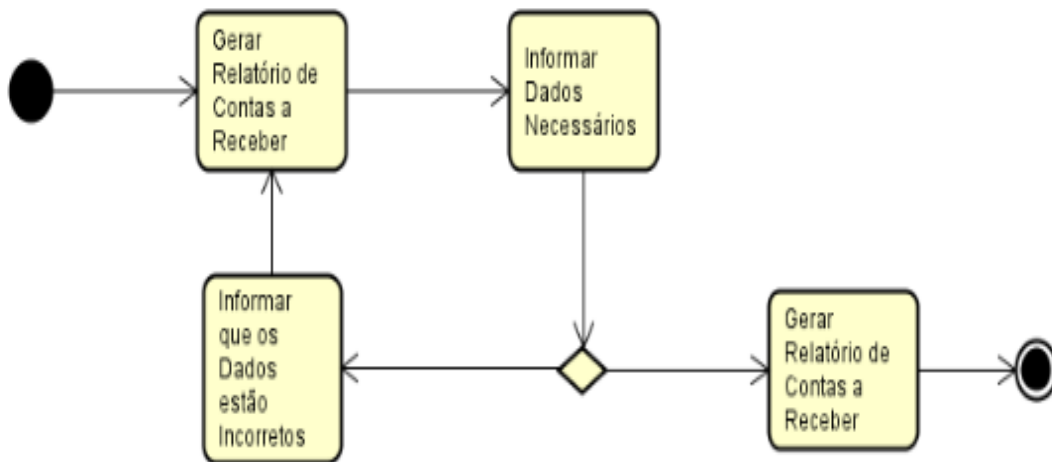 Gerar
Relatório de
Contas a
Receber
Informar
Dados
Necessários
Informar
que os
Dados
estão
Incorretos
Gerar
Relatório de
Contas a
Receber